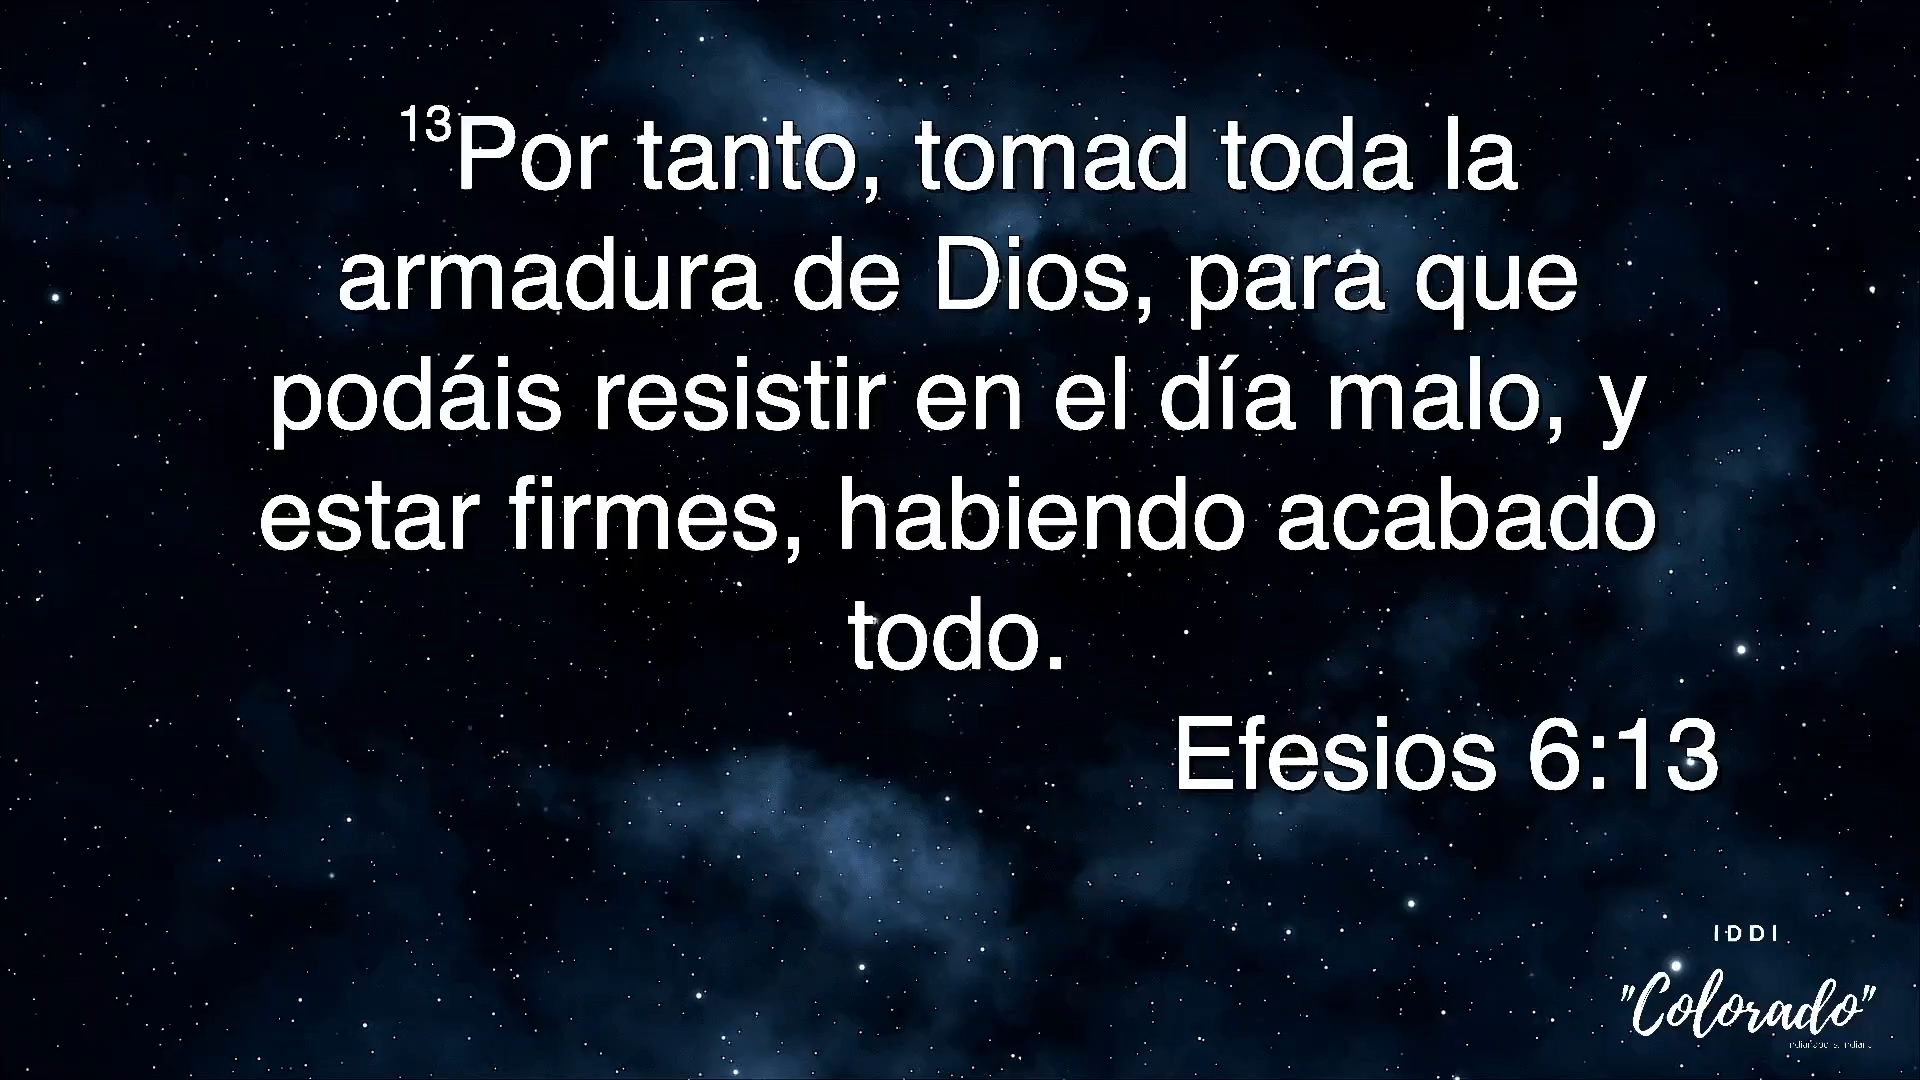 13Por tanto, tomad toda la
armadura de Dios, para que
podáis resistir en el día malo, y
estar firmes, habiendo acabado
todo.
Efesios 6:13
IDDI
"Colorado"